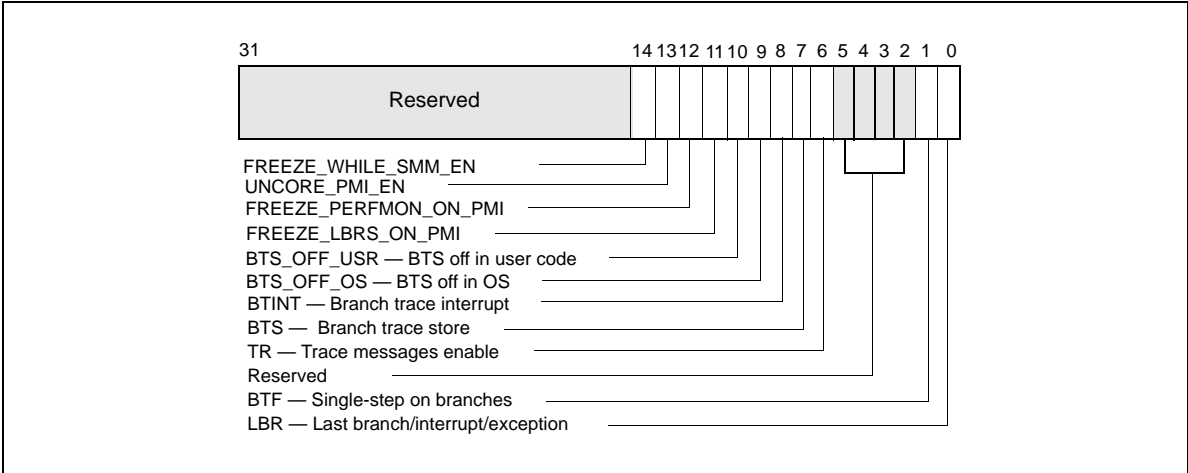 31 14 13 12 11 10 9 8 7 6 5 4 3 2 1 0
Reserved
FREEZE_WHILE_SMM_EN
UNCORE_PMI_EN
FREEZE_PERFMON_ON_PMI
FREEZE_LBRS_ON_PMI
BTS_OFF_USR — BTS off in user code
BTS_OFF_OS — BTS off in OS
BTINT — Branch trace interrupt
BTS — Branch trace store
TR — Trace messages enable
Reserved
BTF — Single-step on branches
LBR — Last branch/interrupt/exception